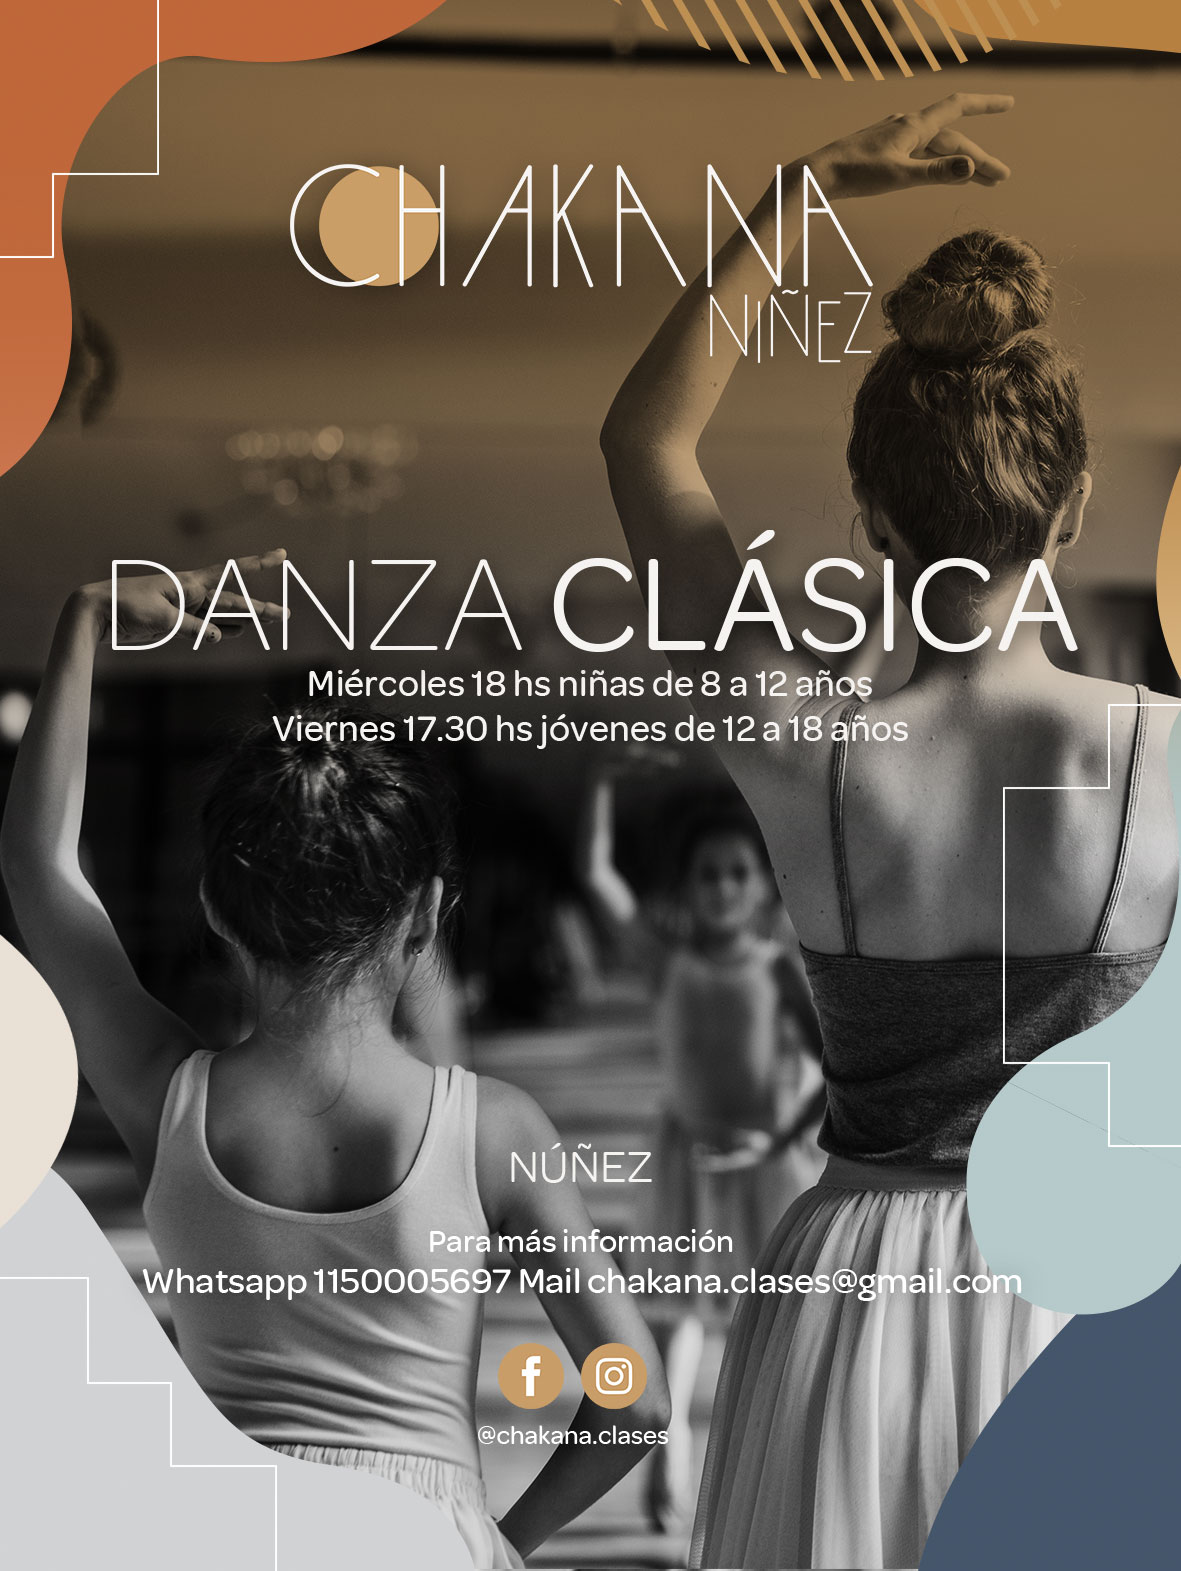 CHAKANA
NIÑEZ
DANZA CLÁSICA
Miércoles 18 hs niñas de 8 a 12 años
Viernes 17.30 hs jóvenes de 12 a 18 años
NÚÑEZ
Para más información
Whatsapp 1150005697 Mail chakana.clases@gmail.com
@chakana.clases